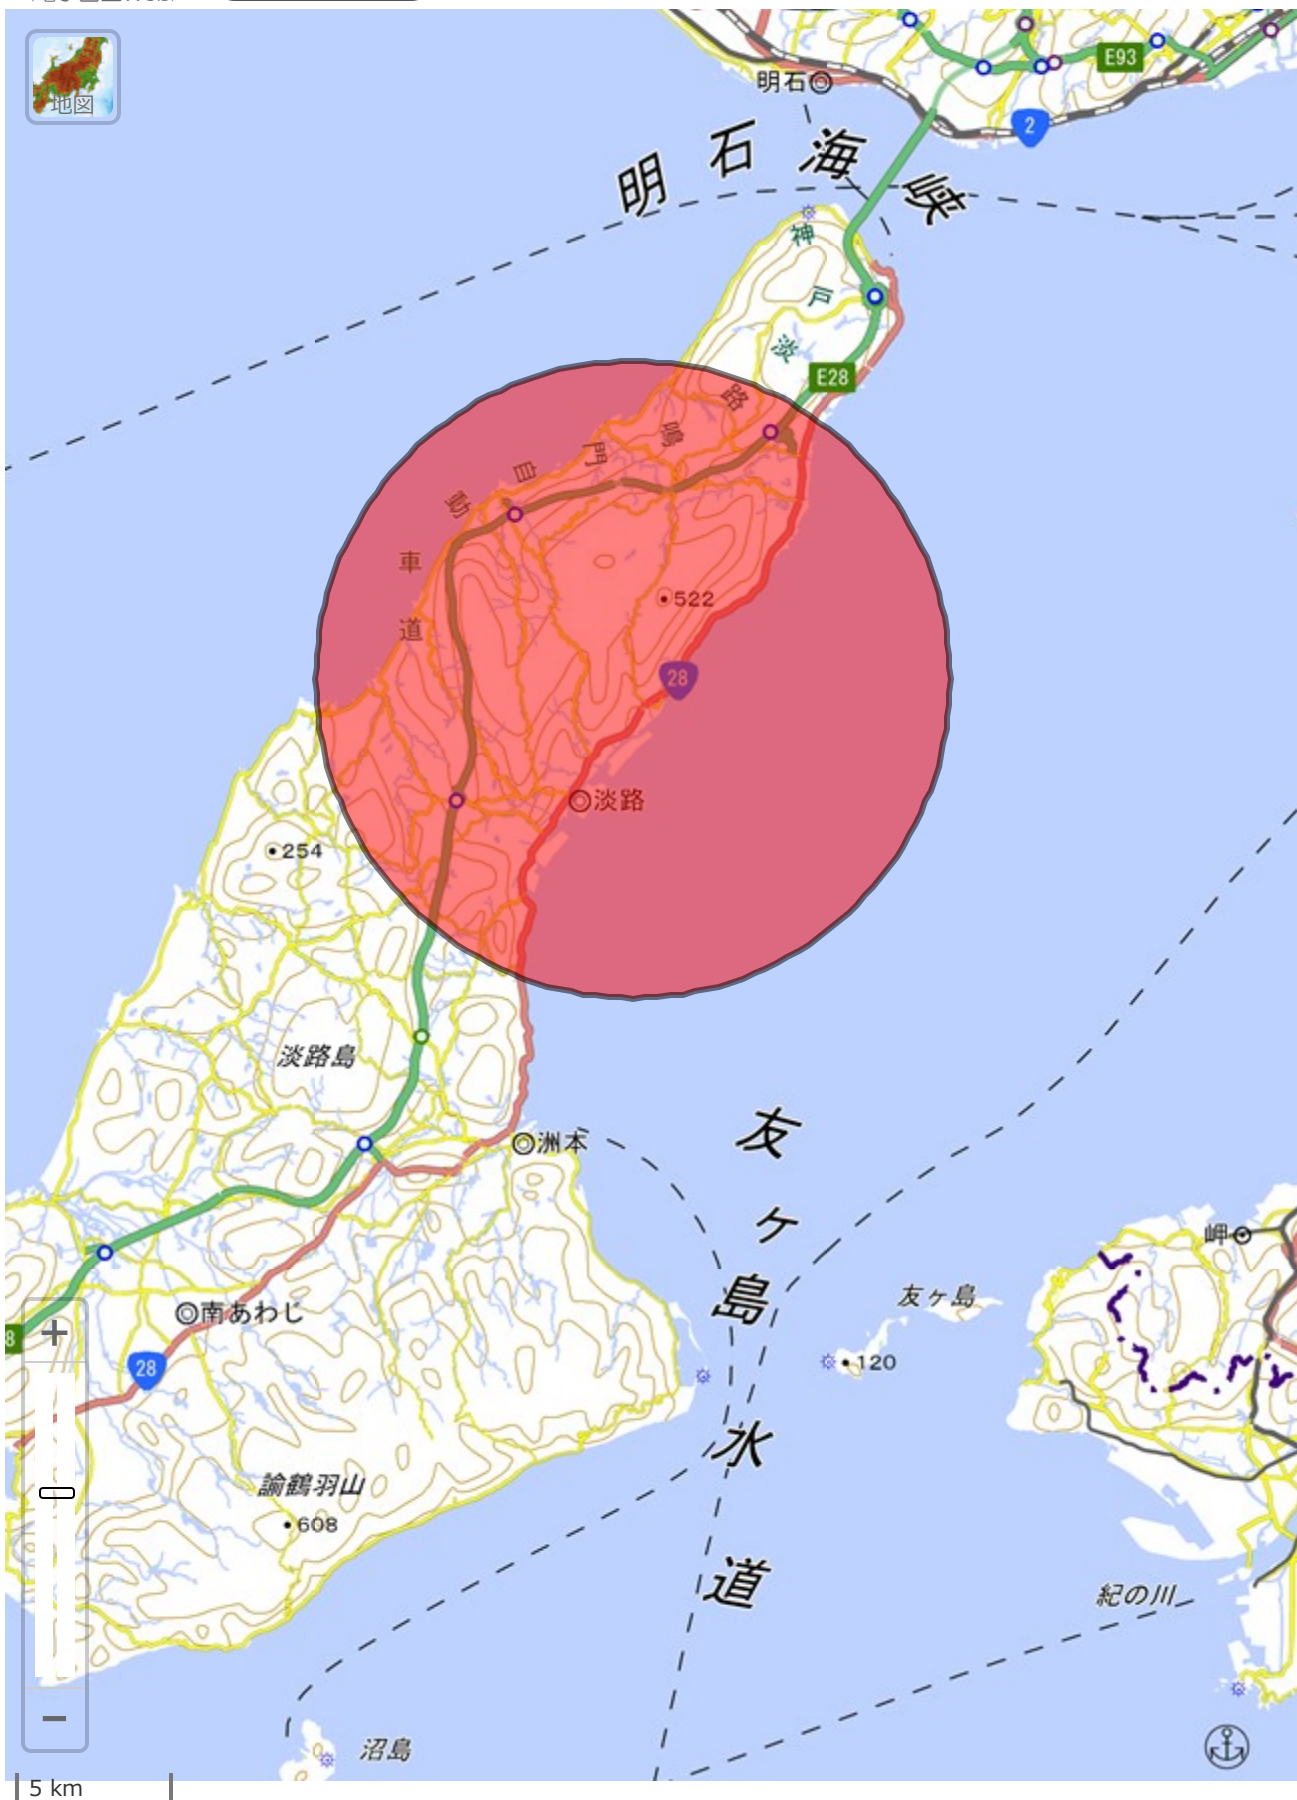 地図
明石
E93
2
明石海峡
神戸淡路鳴門自動車道
E28
522
28
淡路
254
淡路島
洲本
友ヶ島水道
岬
友ヶ島
120
南あわじ
8
28
諭鶴羽山
608
紀の川
沼島
+
−
5 km